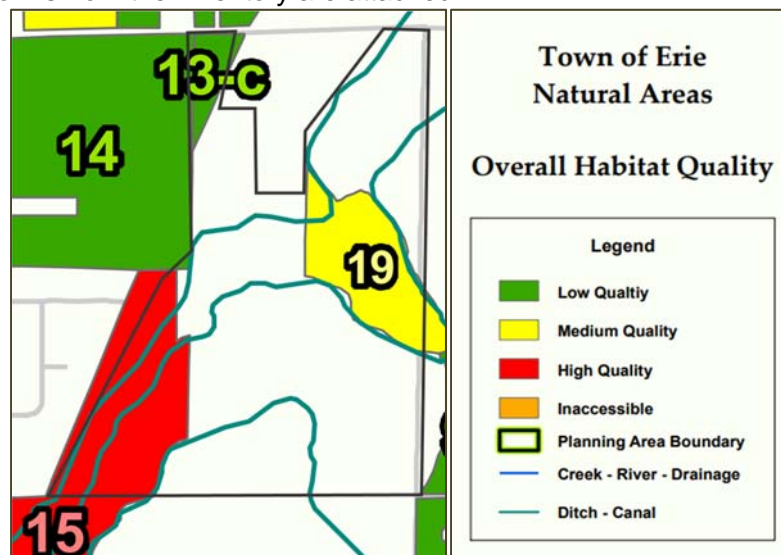 13-c
14
19
15
Town of Erie
Natural Areas
Overall Habitat Quality
Legend
Low Qualtiy
Medium Quality
High Quality
Inaccessible
Planning Area Boundary
Creek - River - Drainage
Ditch - Canal